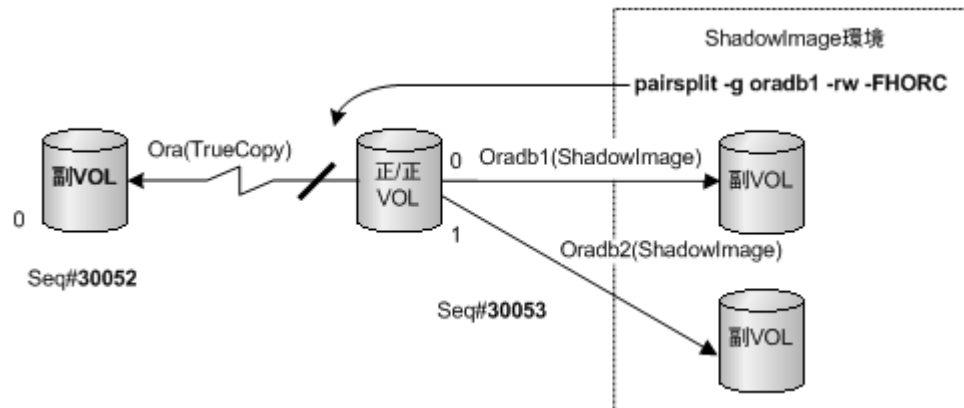 ShadowImage環境
pairsplit -g oradb1 -rw -FHORC
Ora(TrueCopy)
Oradb1(ShadowImage)
副VOL
正/正
VOL
0
副VOL
0
1
Oradb2(ShadowImage)
Seq#30052
Seq#30053
副VOL